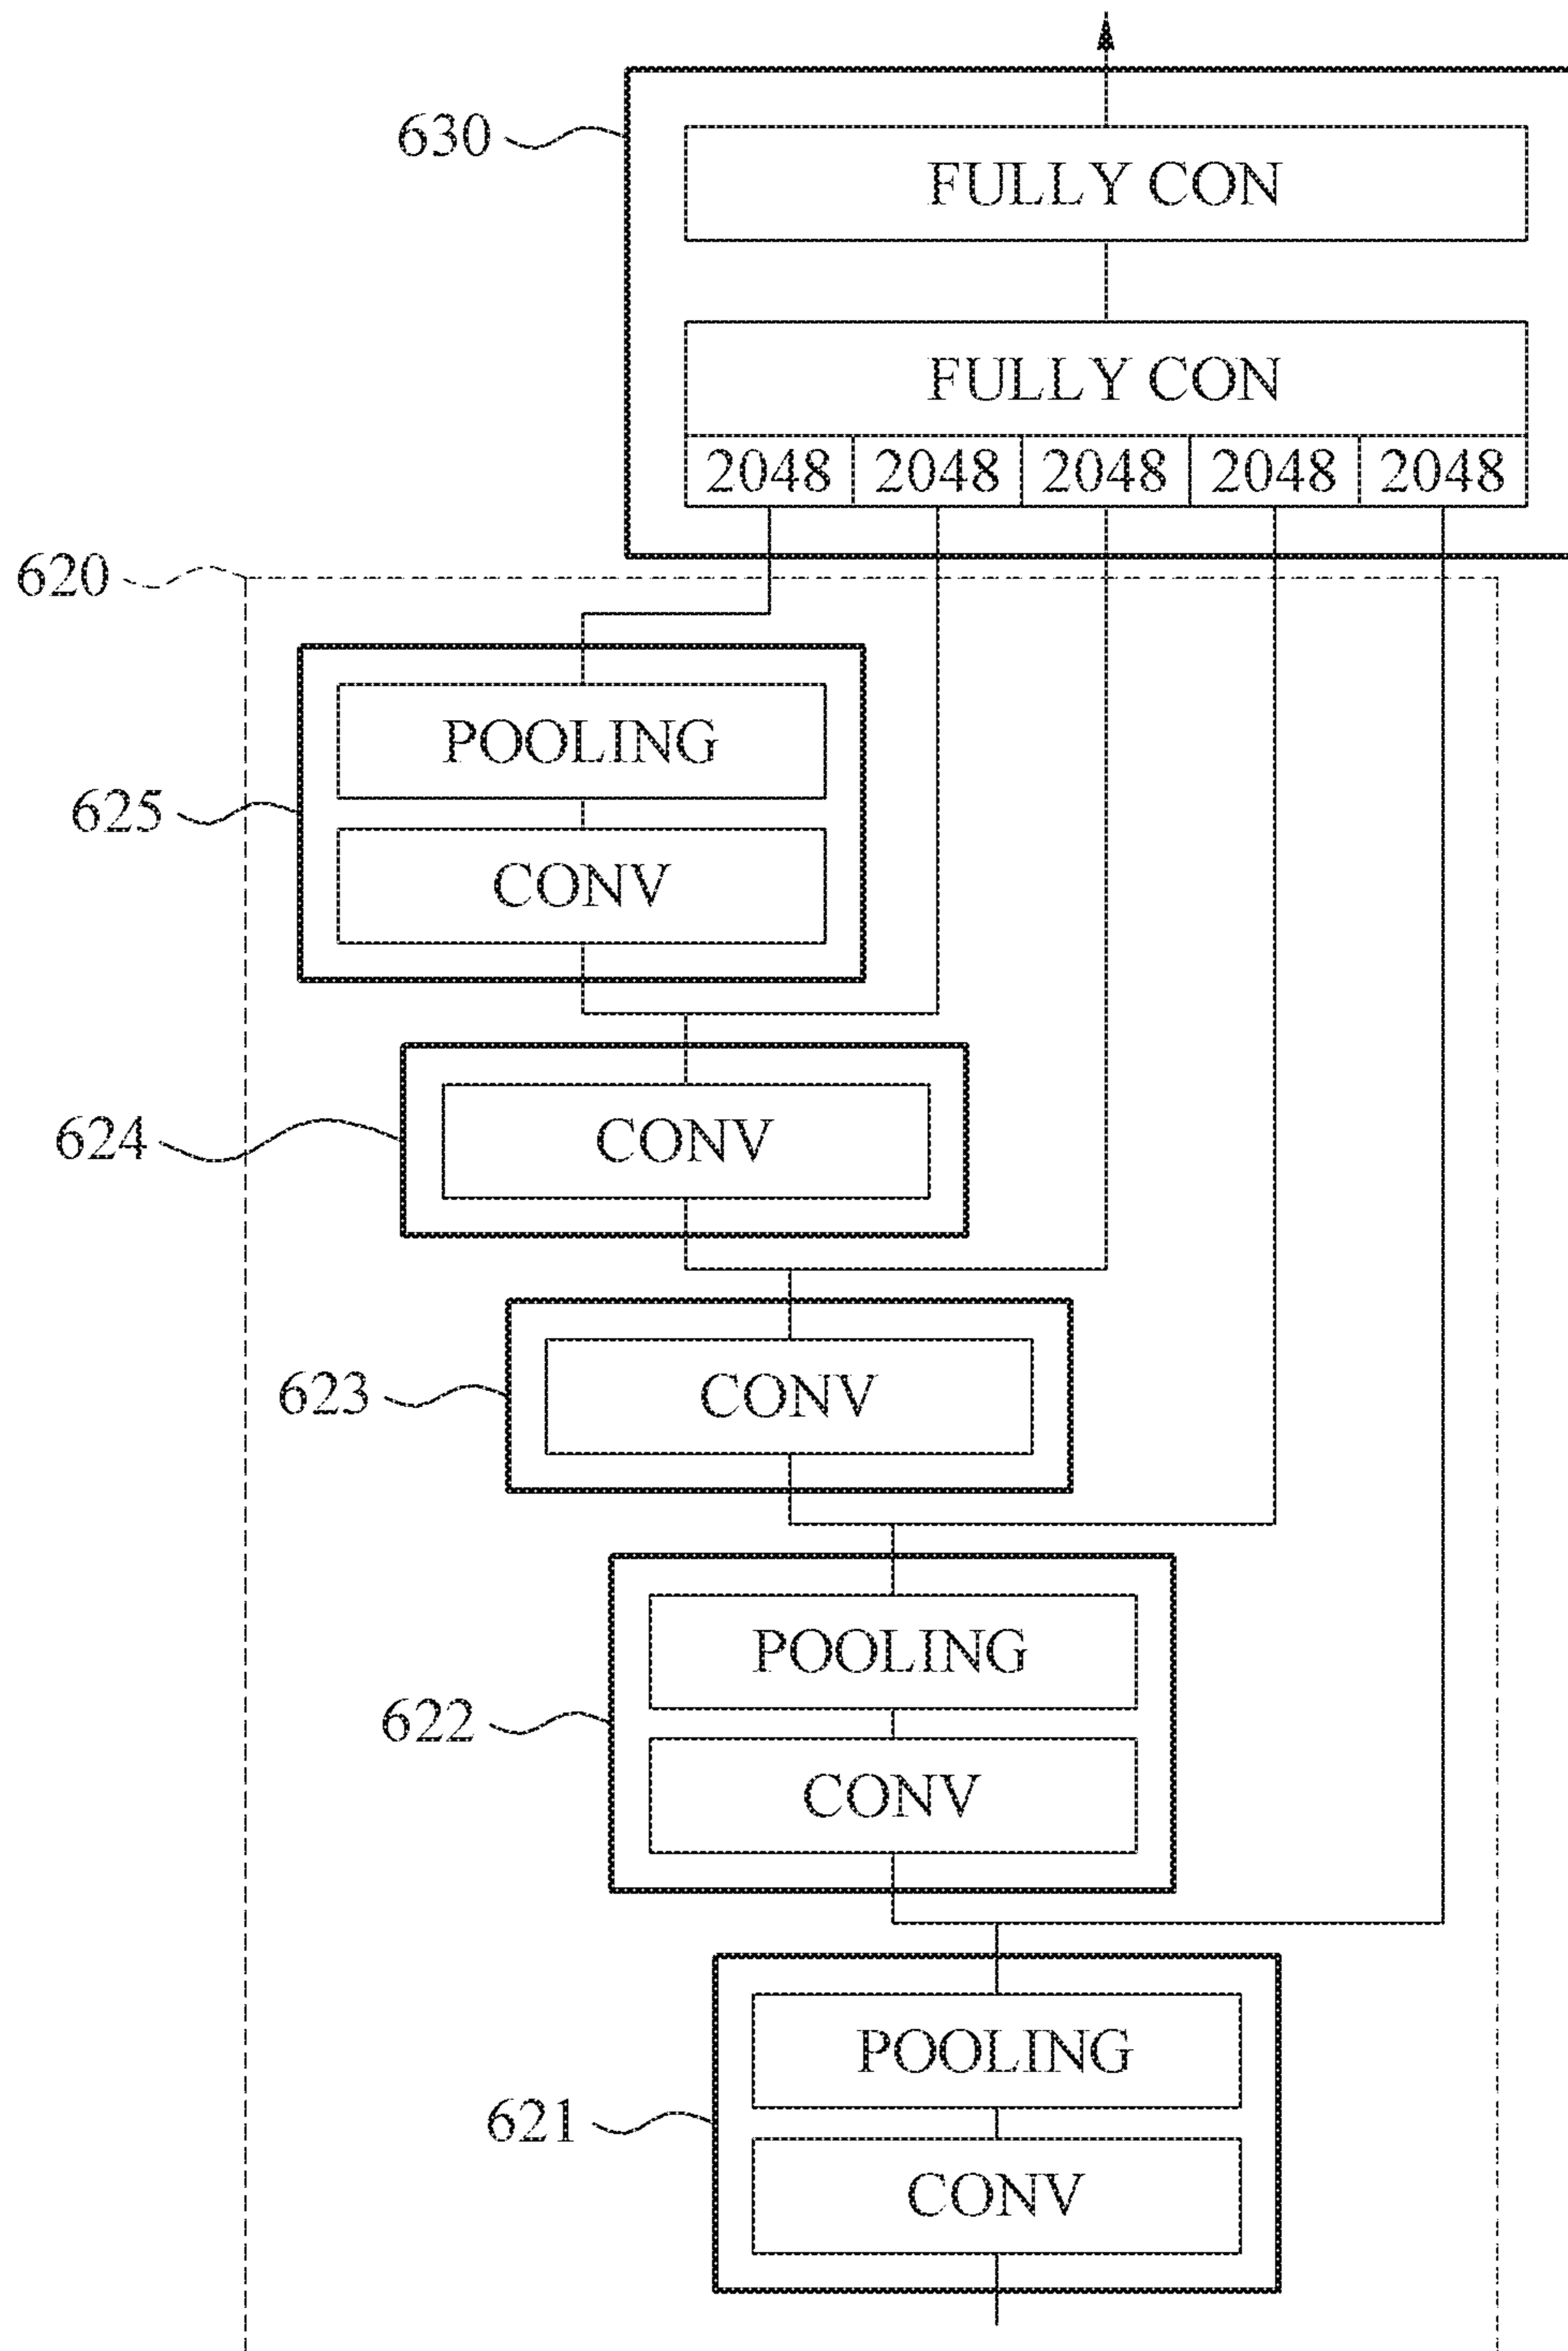 630
FULLY CON
FULLY CON
2048 2048 2048 2048 2048
620
POOLING
625
CONV
624
CONV
623
CONV
POOLING
622
CONV
POOLING
621
CONV